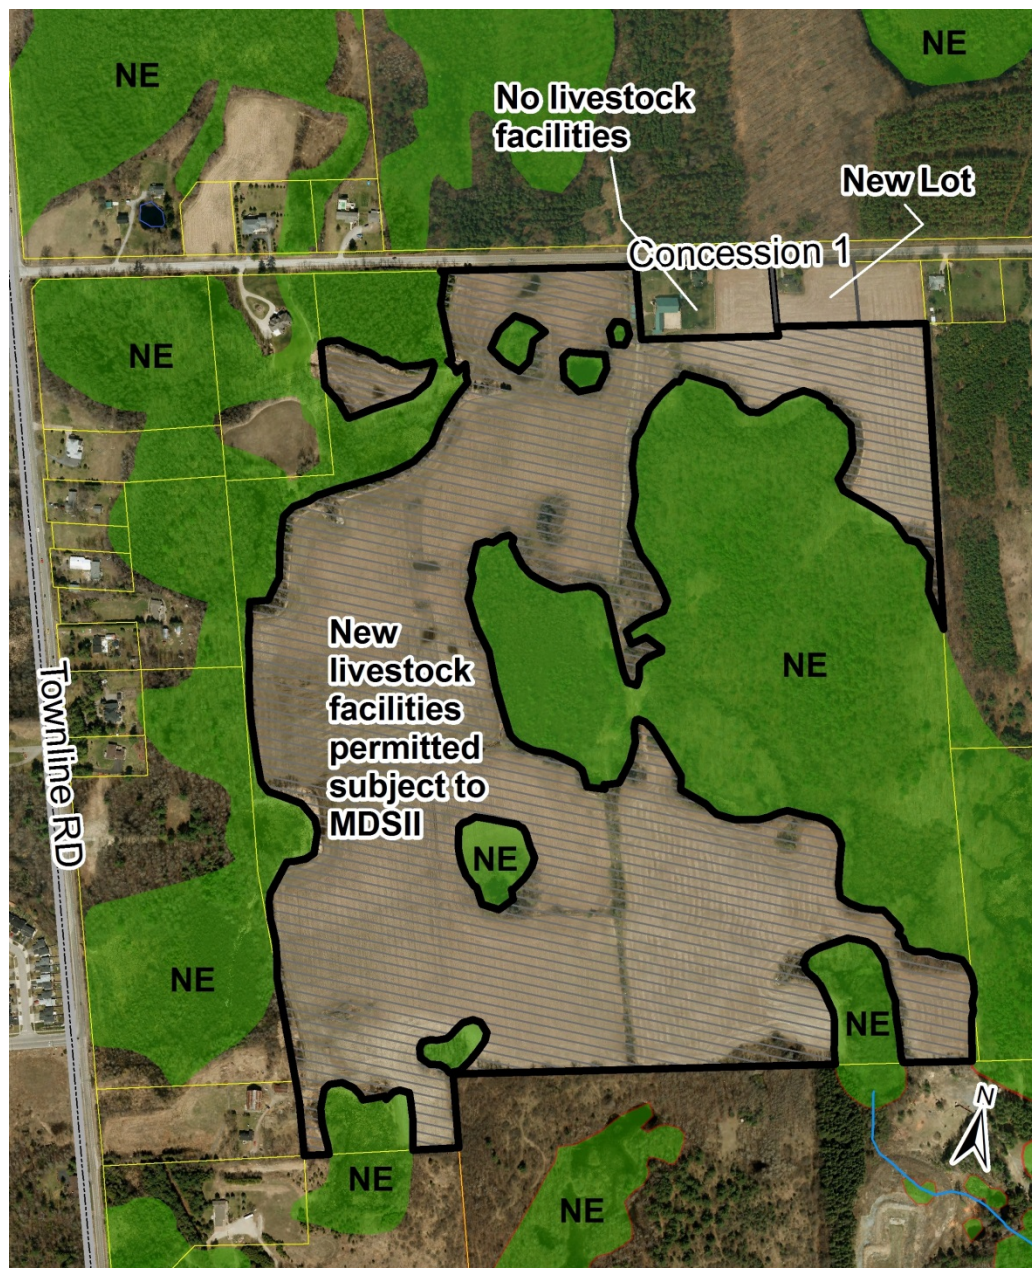 NE
NE
No livestock
facilities
New Lot
Concession 1
NE
New
livestock
facilities
permitted
subject to
MDSII
NE
Townline RD
NE
NE
NE
NE
NE
N